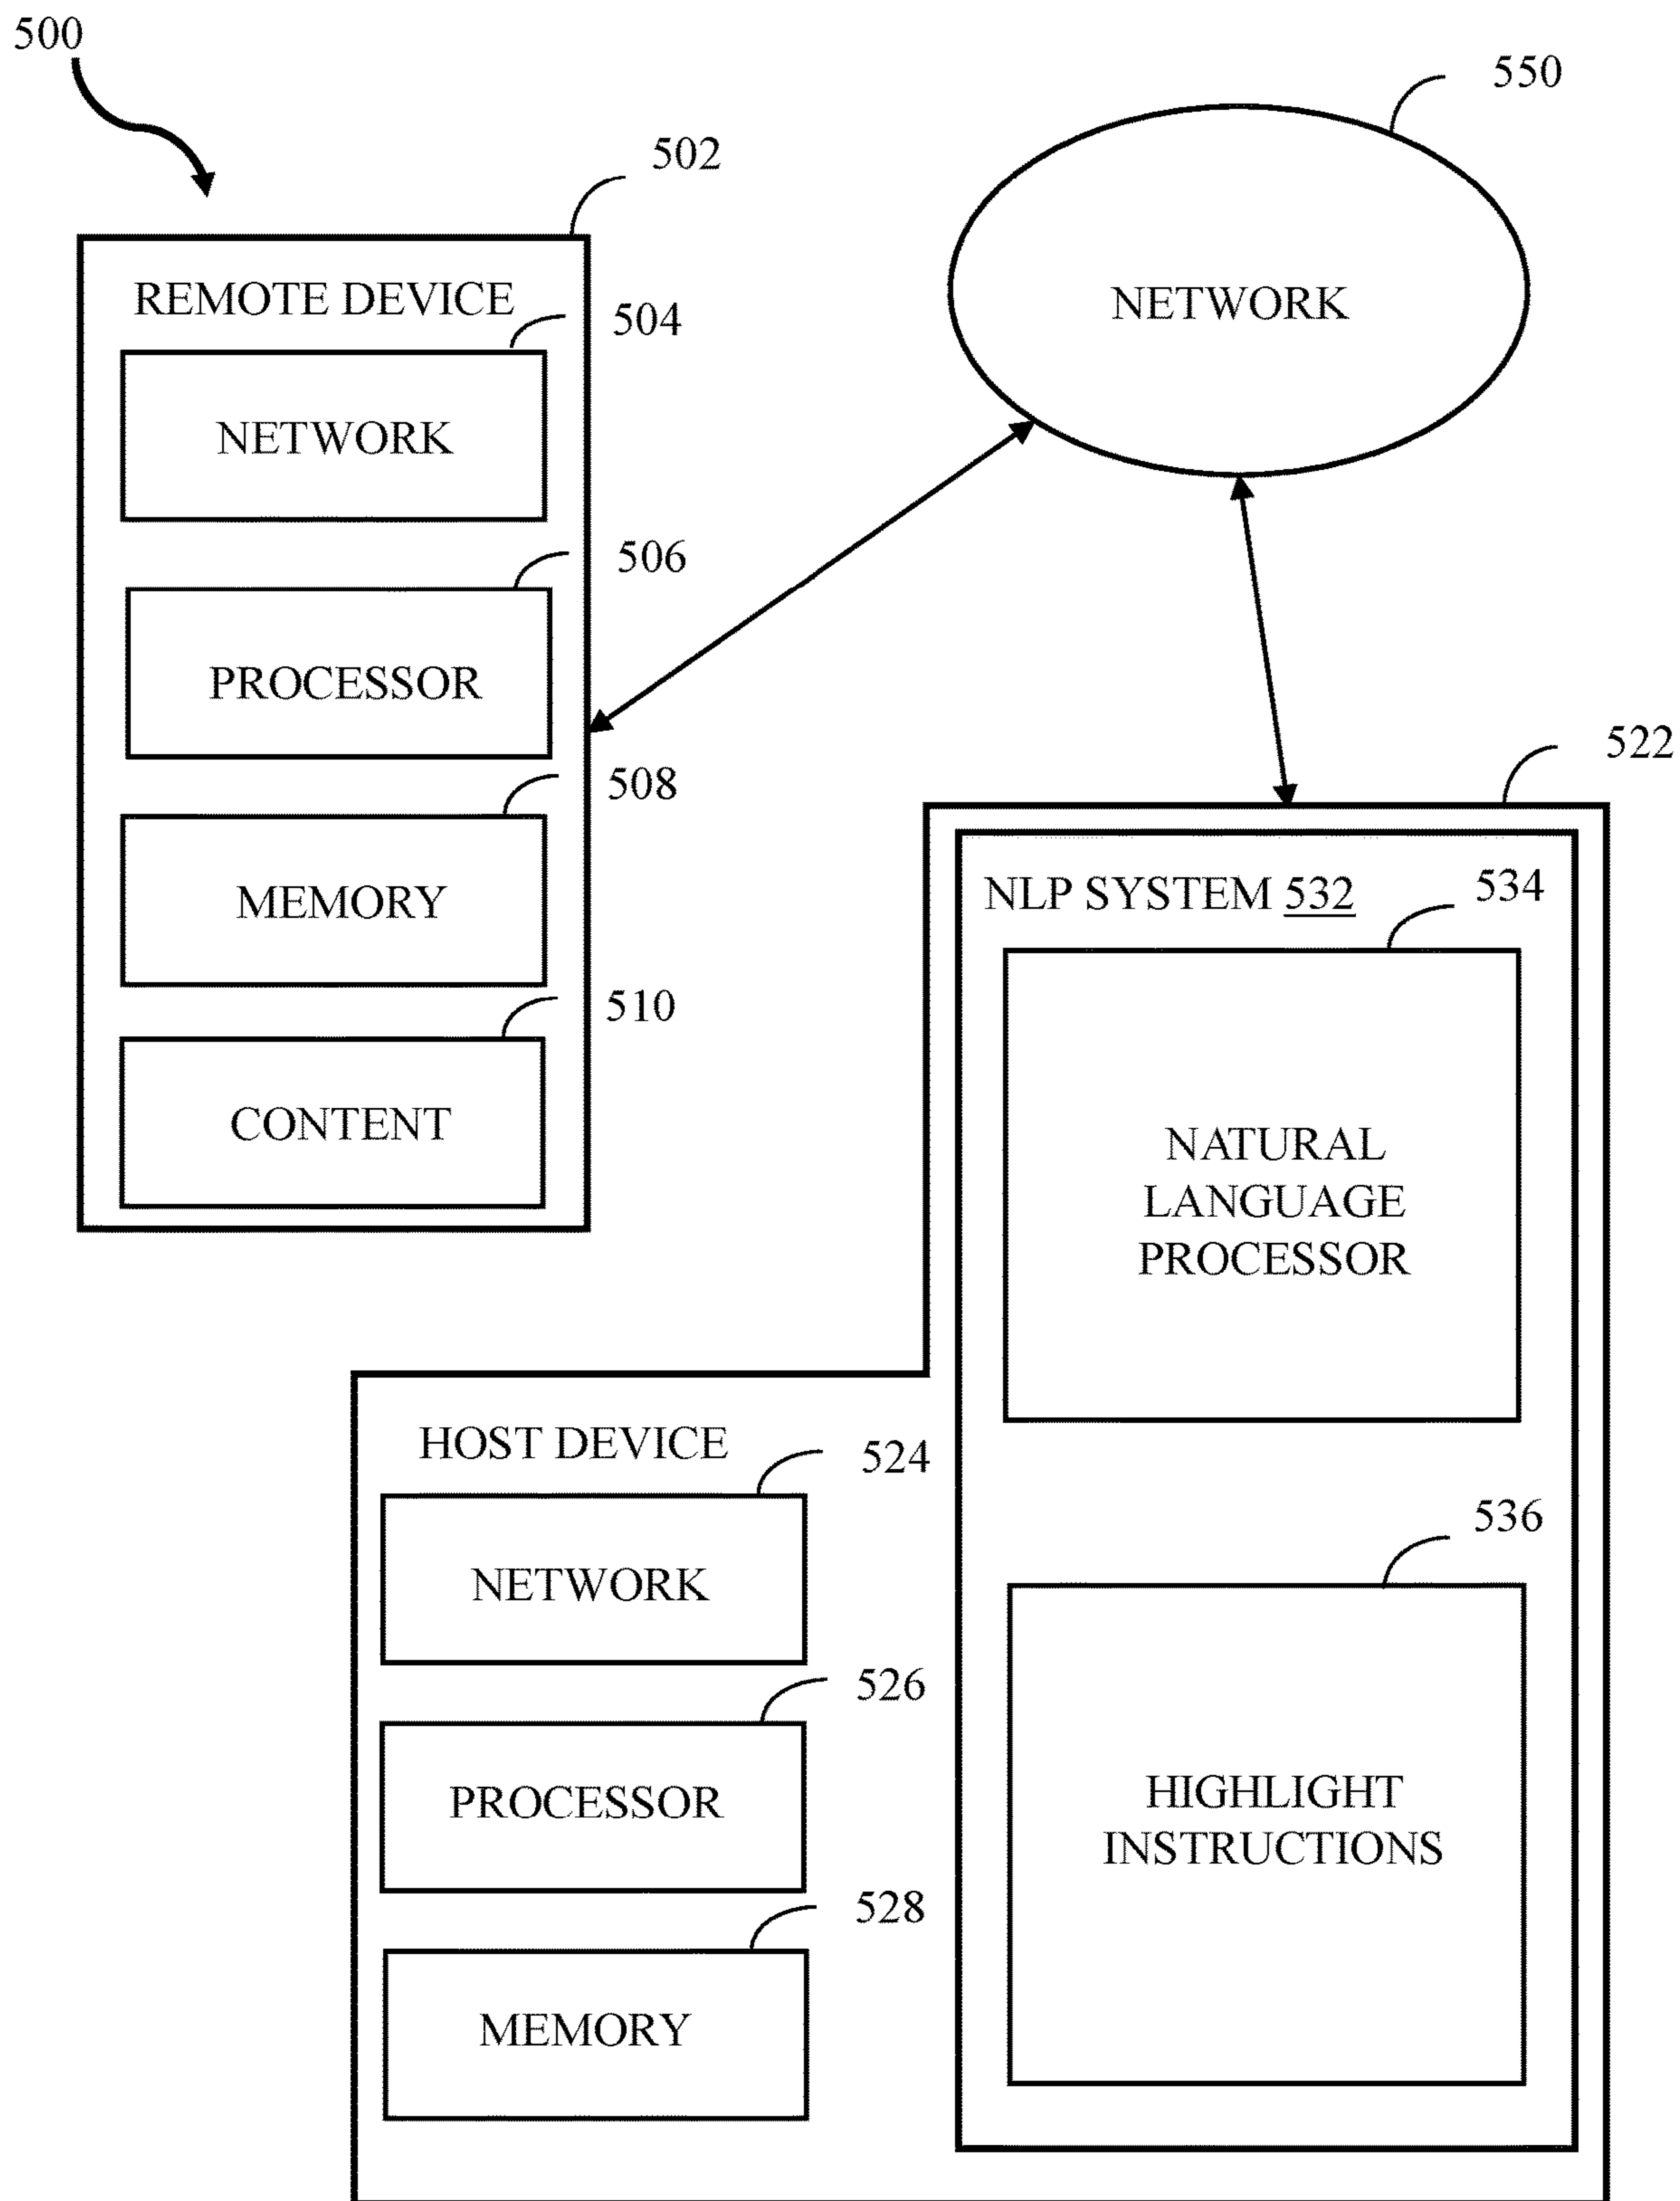 500
550
502
REMOTE DEVICE
504
NETWORK
NETWORK
506
PROCESSOR
508
MEMORY
510
CONTENT
522
NLP SYSTEM 532
534
NATURAL
LANGUAGE
PROCESSOR
HOST DEVICE
524
NETWORK
526
PROCESSOR
528
MEMORY
536
HIGHLIGHT
INSTRUCTIONS